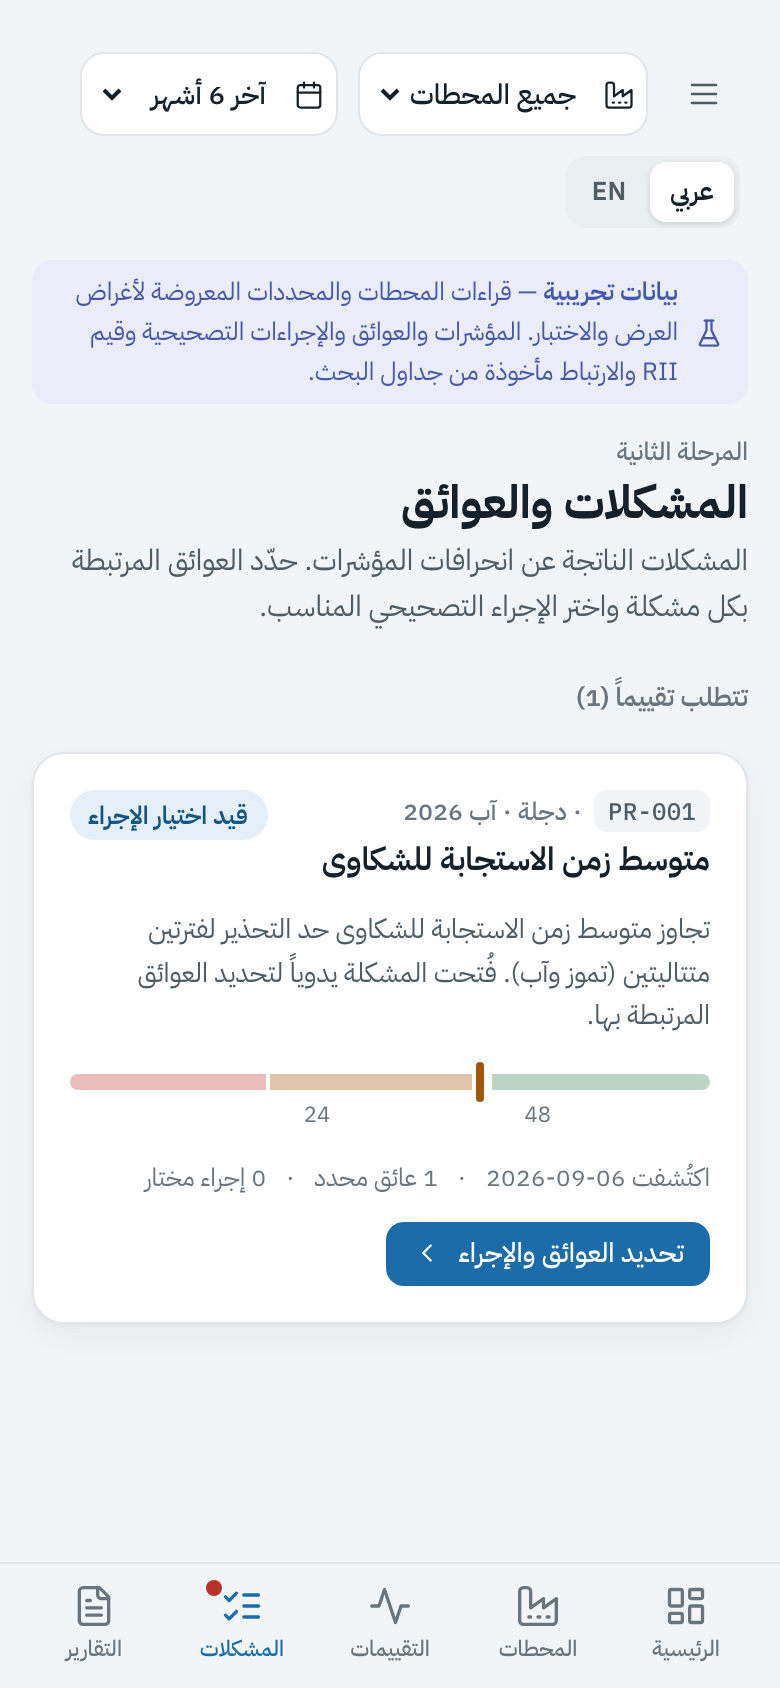 جميع المحطات
آخر 6 أشهر
عربي
EN
بيانات تجريبية — قراءات المحطات والمحددات المعروضة لأغراض
العرض والاختبار. المؤشرات والعوائق والإجراءات التصحيحية وقيم
RII والارتباط مأخوذة من جداول البحث.
المرحلة الثانية
المشكلات والعوائق
المشكلات الناتجة عن انحرافات المؤشرات. حدّد العوائق المرتبطة
بكل مشكلة واختر الإجراء التصحيحي المناسب.
تتطلب تقييماً (1)
PR-001 · دجلة · آب 2026
قيد اختيار الإجراء
متوسط زمن الاستجابة للشكاوى
تجاوز متوسط زمن الاستجابة للشكاوى حد التحذير لفترتين
متتاليتين (تموز وآب). فُتحت المشكلة يدوياً لتحديد العوائق
المرتبطة بها.
48
24
اكتُشفت 2026-09-06 · 1 عائق محدد · 0 إجراء مختار
تحديد العوائق والإجراء
الرئيسية
المحطات
التقييمات
المشكلات
التقارير